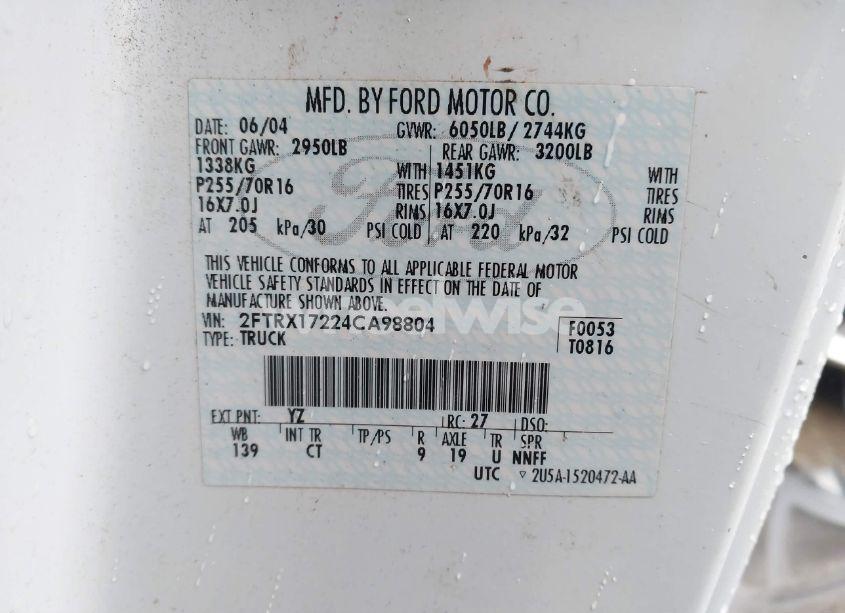 MFD. BY FORD MOTOR CO.
DATE: 06/04 GVWR: 6050LB/ 2744KG
FRONT GAWR: 2950LB REAR GAWR: 3200LB
1338KG WITH 1451KG WITH
P255/70R16 TIRES P255/70R16 TIRES
16X7.0J RIMS 16X7.0J RIMS
AT 205 kPa/30 PSI COLD AT 220 kPa/32 PSI COLD
Ford
THIS VEHICLE CONFORMS TO ALL APPLICABLE FEDERAL MOTOR
VEHICLE SAFETY STANDARDS IN EFFECT ON THE DATE OF
MANUFACTURE SHOWN ABOVE.
wheelwise
VIN: 2FTRX17224CA98804 F0053
TYPE: TRUCK T0816
EXT PNT: YZ RC: 27 DSO:
WB INT TR TP/PS R AXLE TR SPR
139 CT 9 19 U NNFF
UTC ▽ 2U5A-1520472-AA